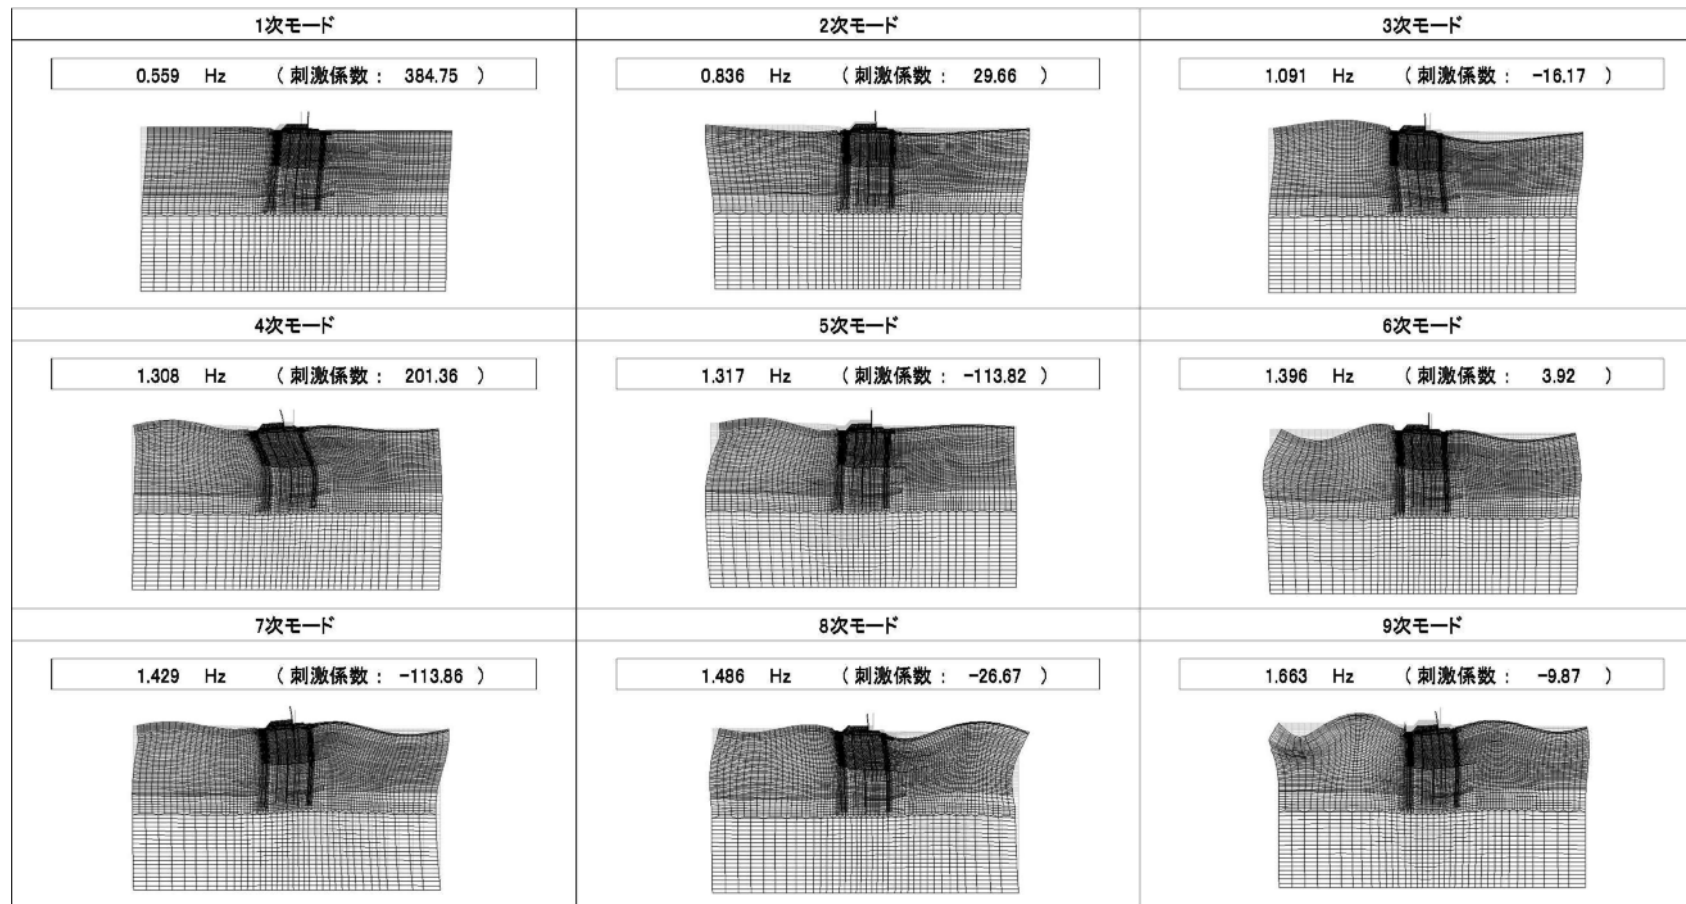 1次モード
2次モード
3次モード
0.559 Hz (刺激係数: 384.75 )
0.836 Hz (刺激係数: 29.66 )
1.091 Hz (刺激係数: -16.17 )
4次モード
5次モード
6次モード
1.308 Hz (刺激係数: 201.36 )
1.317 Hz (刺激係数: -113.82 )
1.396 Hz (刺激係数: 3.92 )
7次モード
8次モード
9次モード
1.429 Hz (刺激係数: -113.86 )
1.486 Hz (刺激係数: -26.67 )
1.663 Hz (刺激係数: -9.87 )